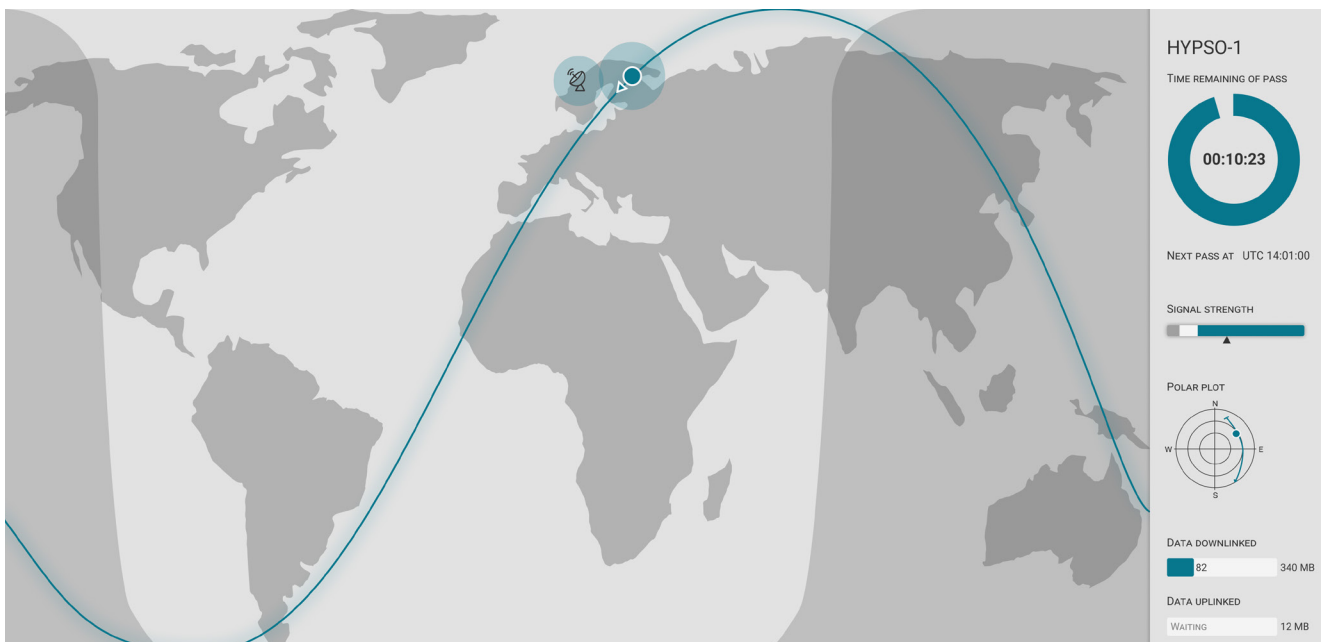 HYPSO-1
TIME REMAINING OF PASS
00:10:23
NEXT PASS AT UTC 14:01:00
SIGNAL STRENGTH
POLAR PLOT
N
W E
S
DATA DOWNLINKED
82 340 MB
DATA UPLINKED
WAITING 12 MB